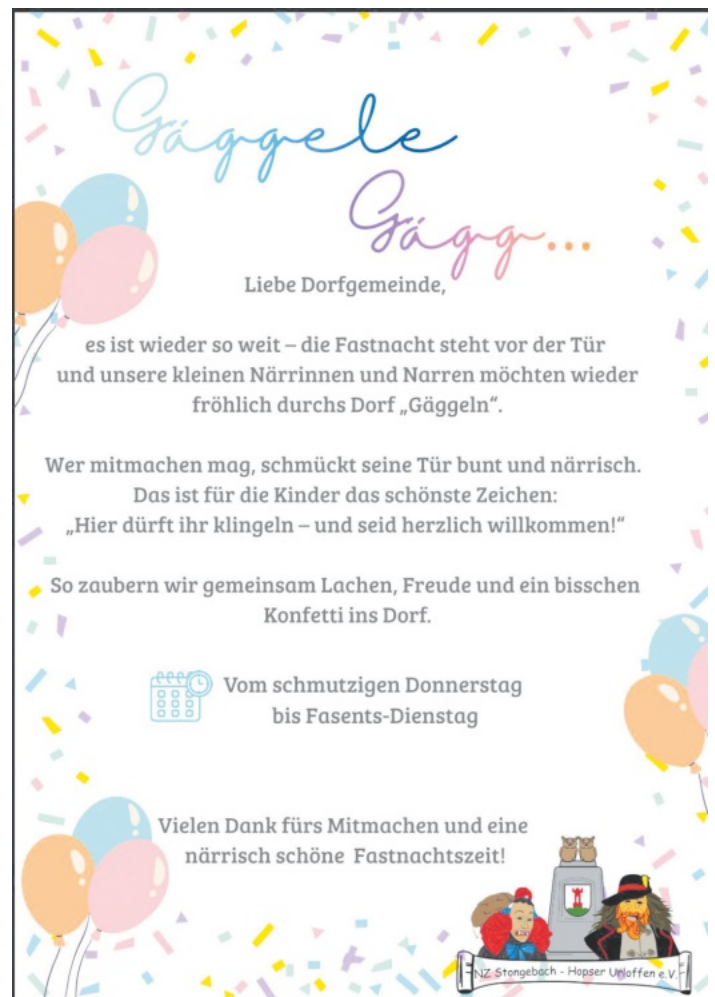 Gäggele
Gägg...
Liebe Dorfgemeinde,
es ist wieder so weit – die Fastnacht steht vor der Tür
und unsere kleinen Närrinnen und Narren möchten wieder
fröhlich durchs Dorf „Gäggeln“.
Wer mitmachen mag, schmückt seine Tür bunt und närrisch.
Das ist für die Kinder das schönste Zeichen:
„Hier dürft ihr klingeln – und seid herzlich willkommen!“
So zaubern wir gemeinsam Lachen, Freude und ein bisschen
Konfetti ins Dorf.
Vom schmutzigen Donnerstag
bis Fasents-Dienstag
Vielen Dank fürs Mitmachen und eine
närrisch schöne Fastnachtszeit!
NZ Stongebach - Hopser Urloffen e.V.